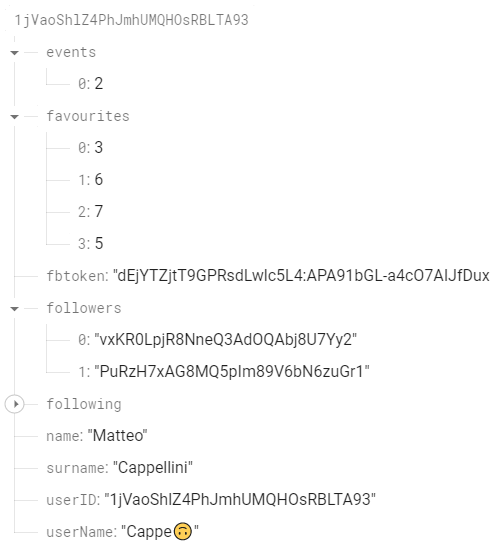 1jVaoShlZ4PhJmhUMQHOsRBLTA93
events
0: 2
favourites
0: 3
1: 6
2: 7
3: 5
fbtoken: "dEjYTZjtT9GPRsdLwIc5L4:APA91bGL-a4cO7AIJfDux
followers
0: "vxKR0LpjR8NneQ3AdOQAbj8U7Yy2"
1: "PuRzH7xAG8MQ5pIm89V6bN6zuGr1"
following
name: "Matteo"
surname: "Cappellini"
userID: "1jVaoShlZ4PhJmhUMQHOsRBLTA93"
userName: "Cappe🙃"